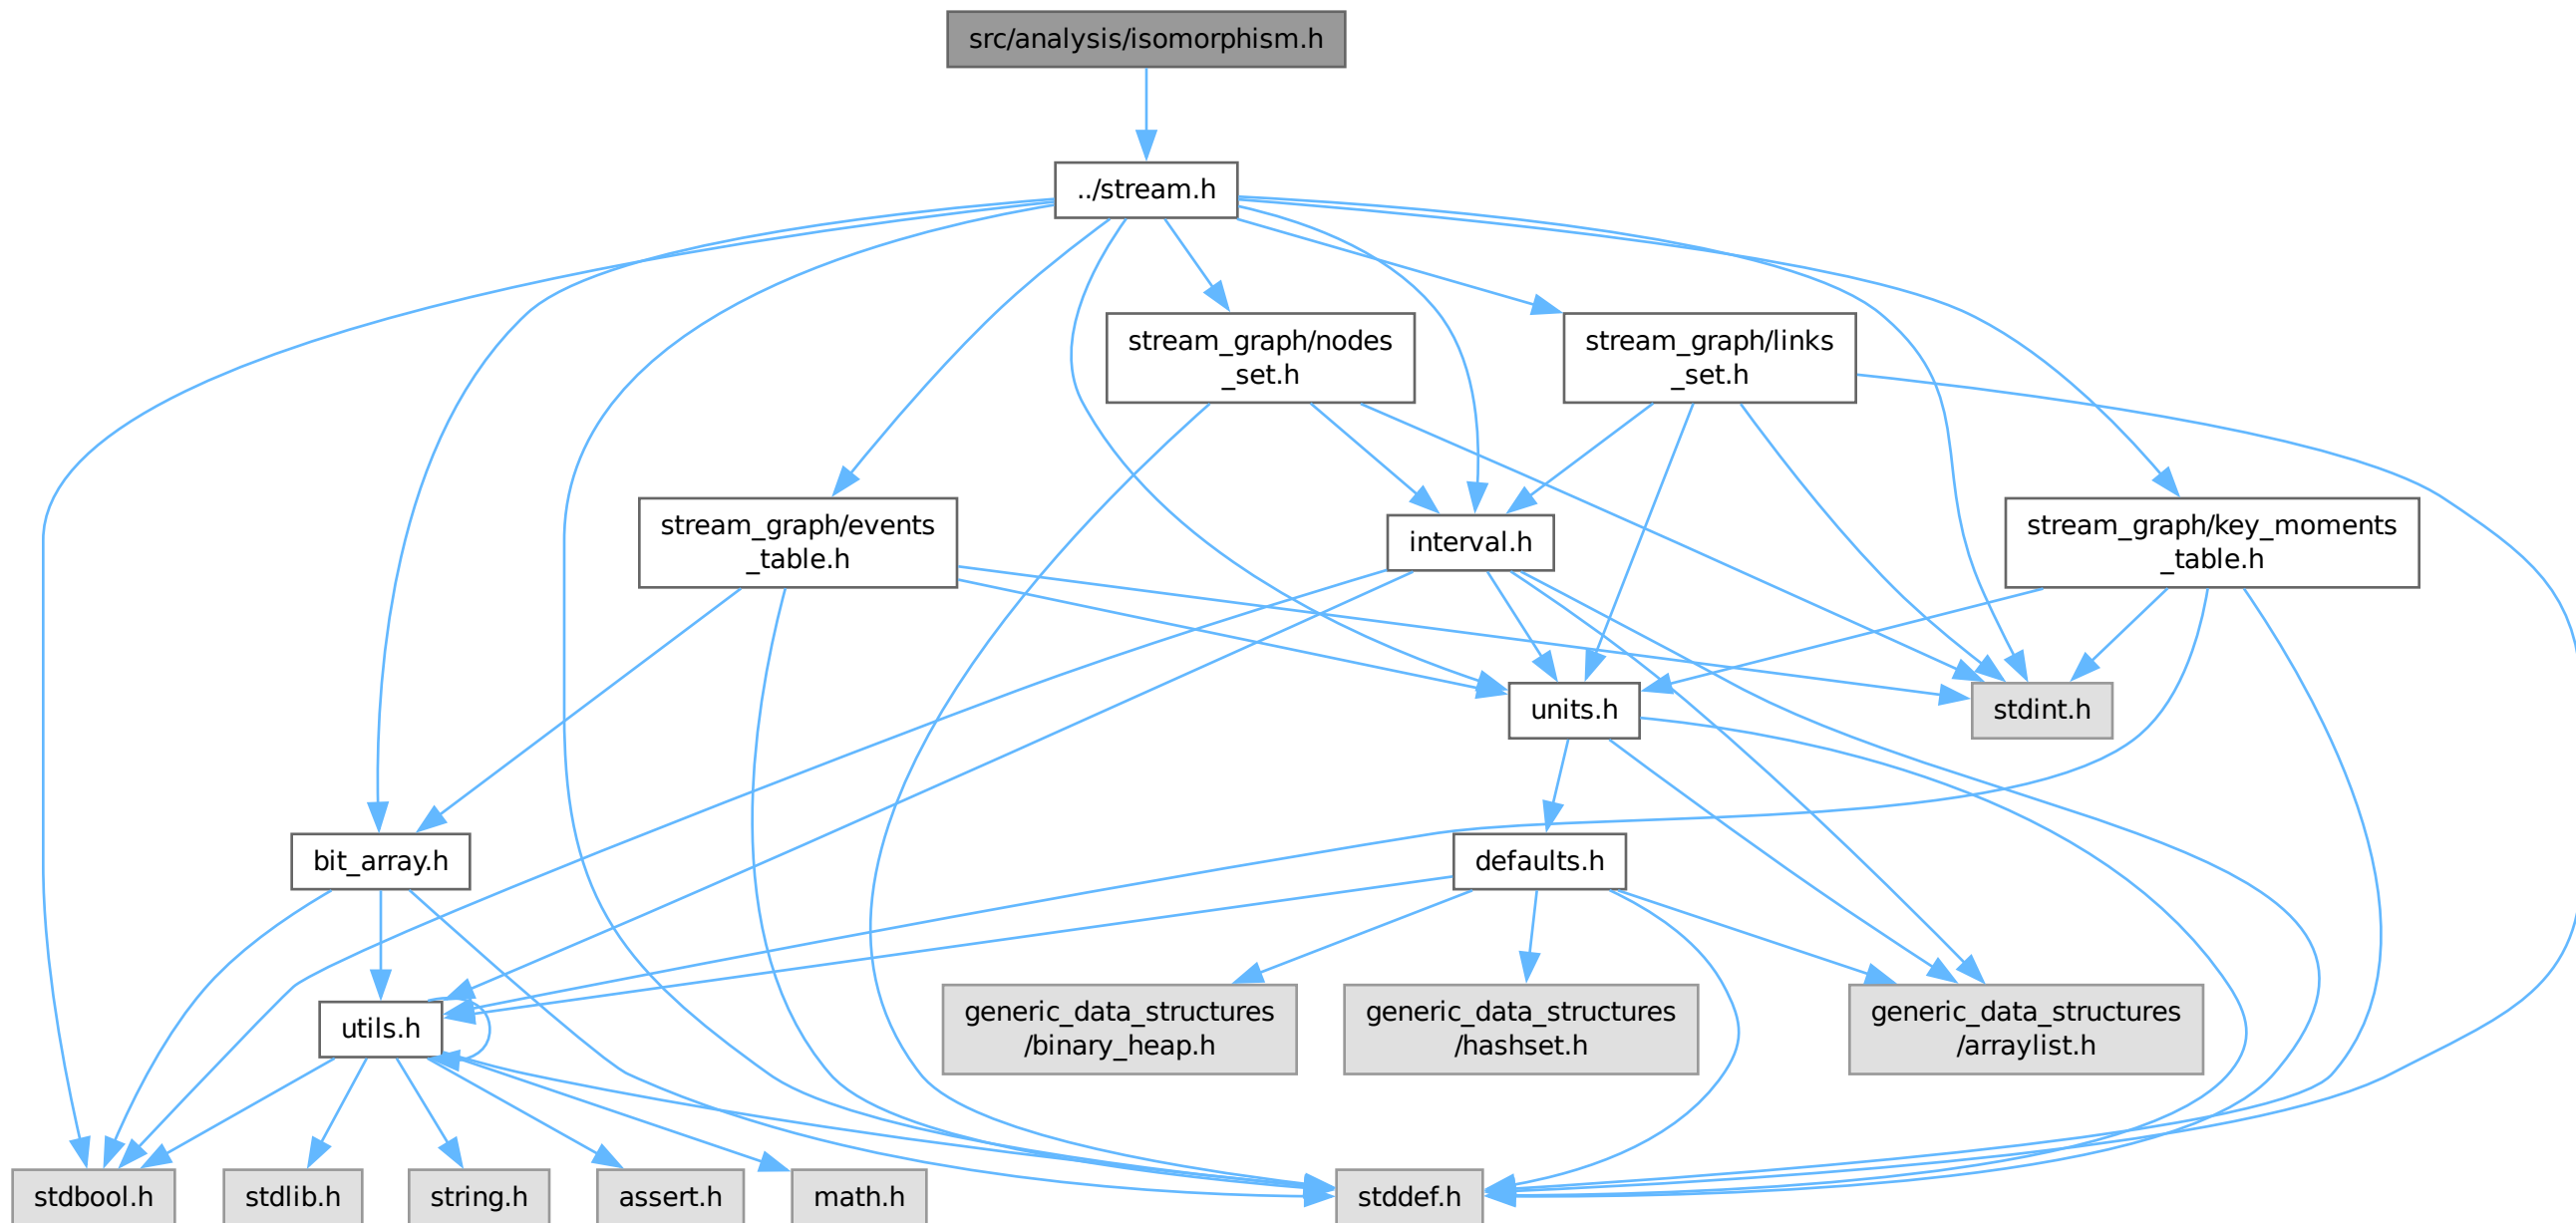 src/analysis/isomorphism.h
../stream.h
stream_graph/nodes
_set.h
stream_graph/links
_set.h
stream_graph/events
_table.h
interval.h
stream_graph/key_moments
_table.h
units.h
stdint.h
bit_array.h
defaults.h
utils.h
generic_data_structures
/binary_heap.h
generic_data_structures
/hashset.h
generic_data_structures
/arraylist.h
stdbool.h
stdlib.h
string.h
assert.h
math.h
stddef.h